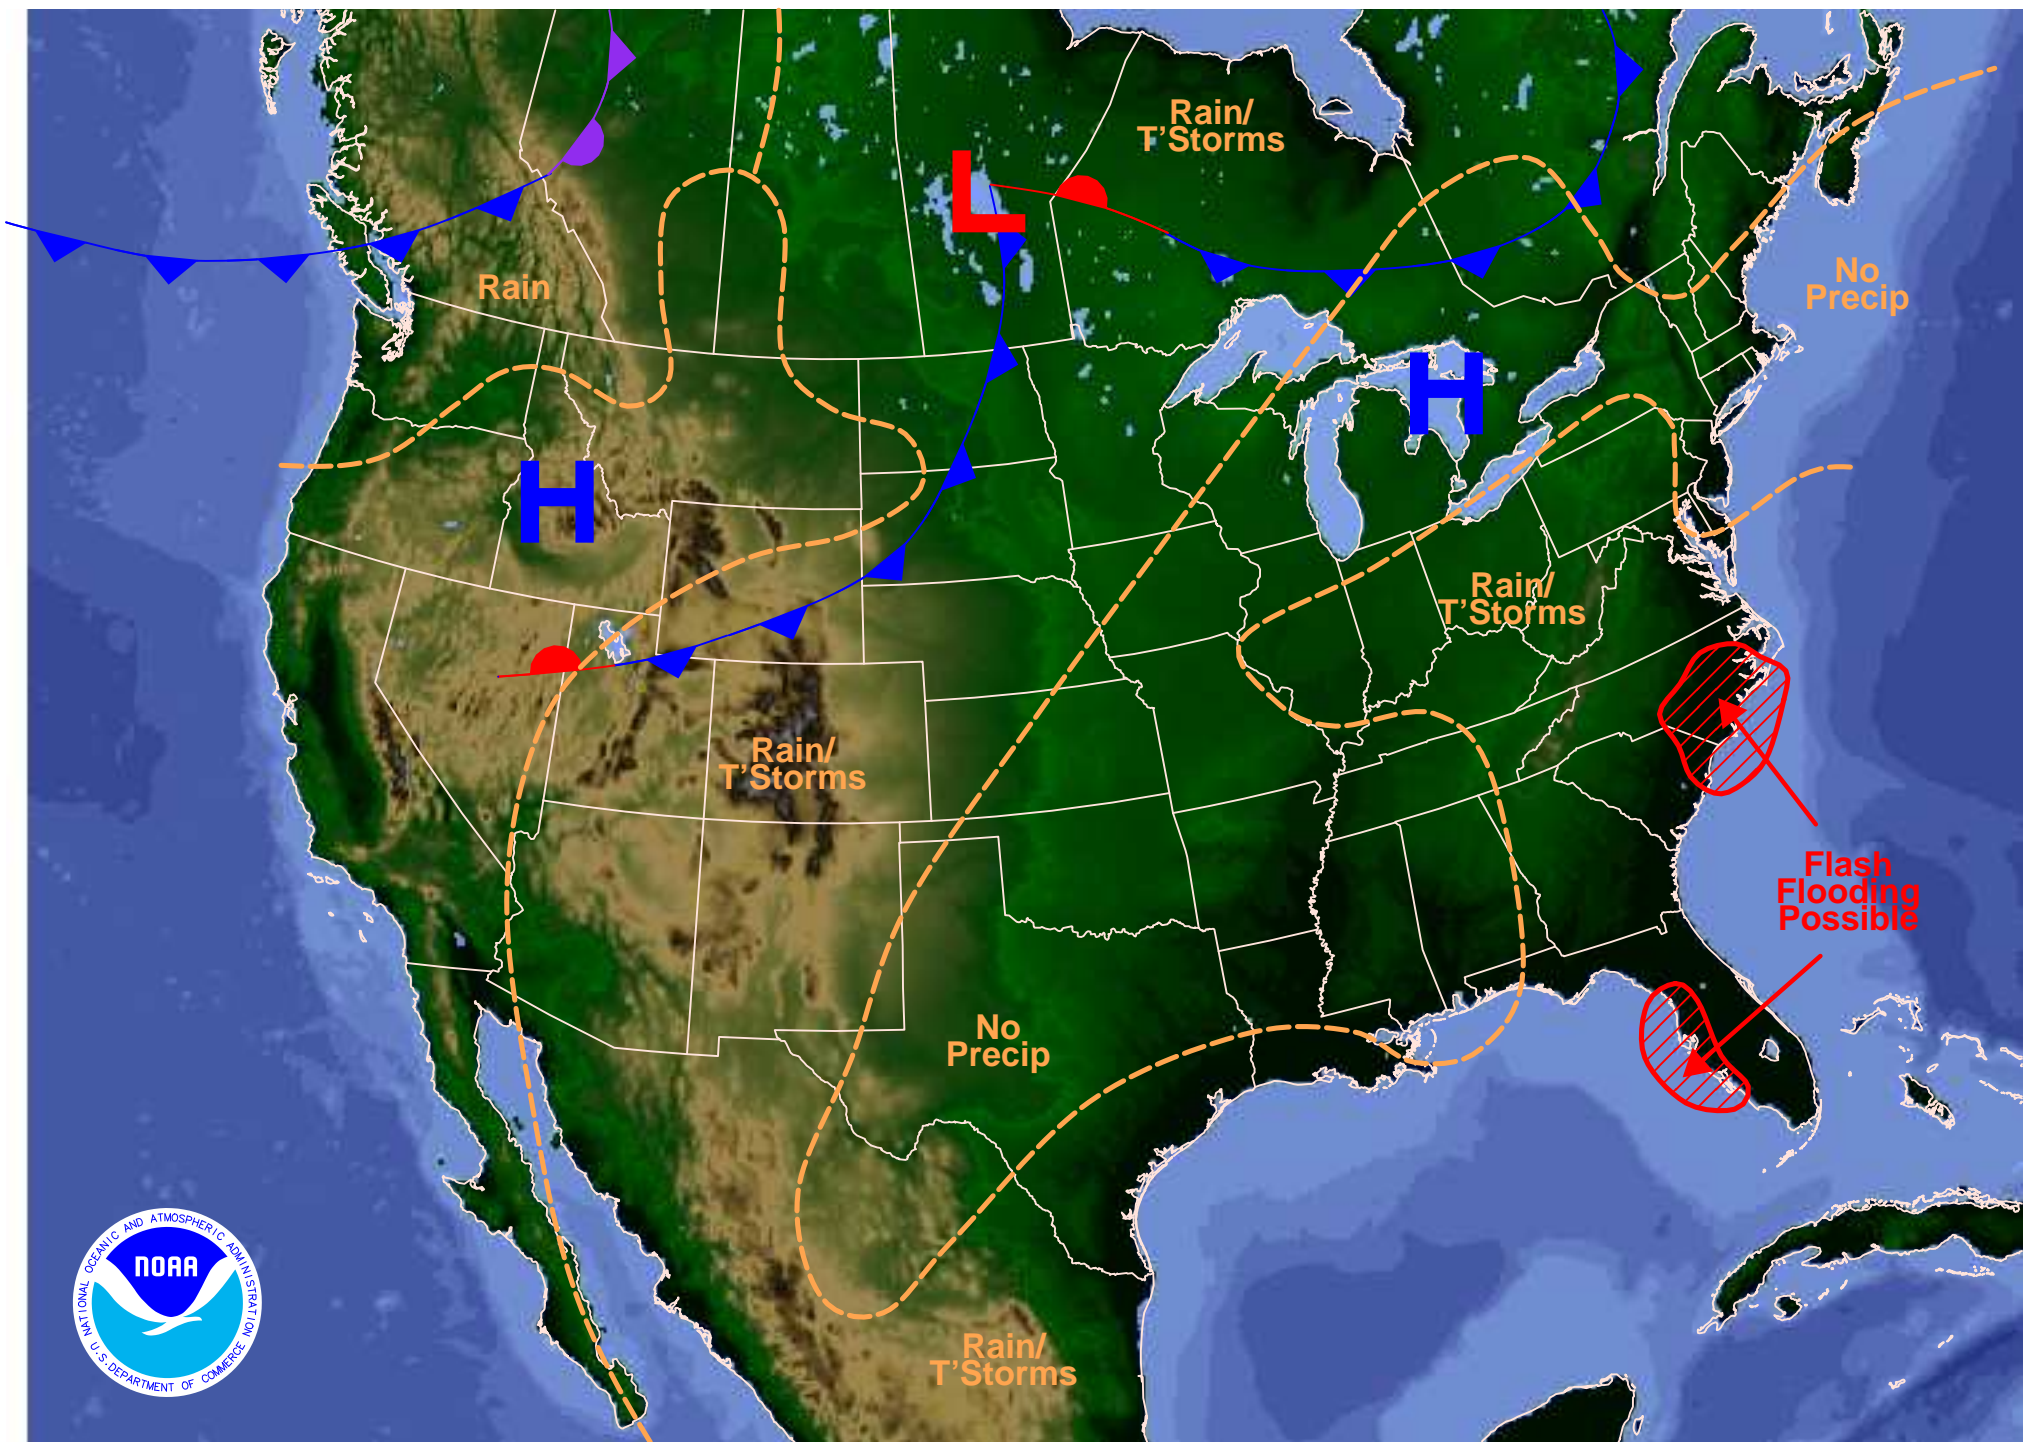 Rain/
T'Storms
L
Rain
No
Precip
H
H
Rain/
T'Storms
Rain/
T'Storms
Flash
Flooding
Possible
No
Precip
Rain/
T'Storms
NATIONAL OCEANIC AND ATMOSPHERIC ADMINISTRATION
NOAA
U.S. DEPARTMENT OF COMMERCE